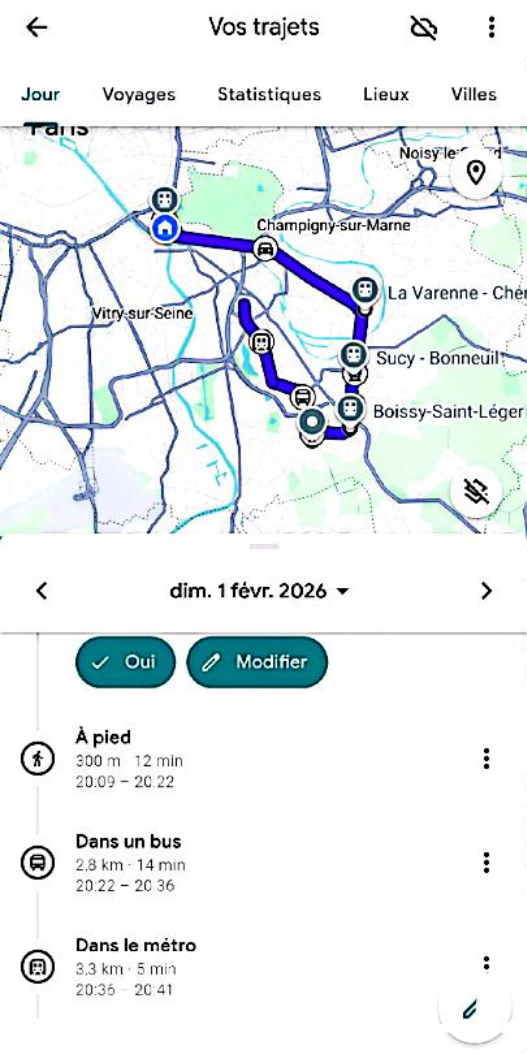 Vos trajets
Jour Voyages Statistiques Lieux Villes
Paris
Champigny-sur-Marne
La Varenne - Chê
Vitry-sur-Seine
Sucy - Bonneuil
Boissy-Saint-Léger
dim. 1 févr. 2026
Oui Modifier
À pied
300 m · 12 min
20:09 – 20:22
Dans un bus
2,8 km · 14 min
20:22 – 20:36
Dans le métro
3,3 km · 5 min
20:36 – 20:41